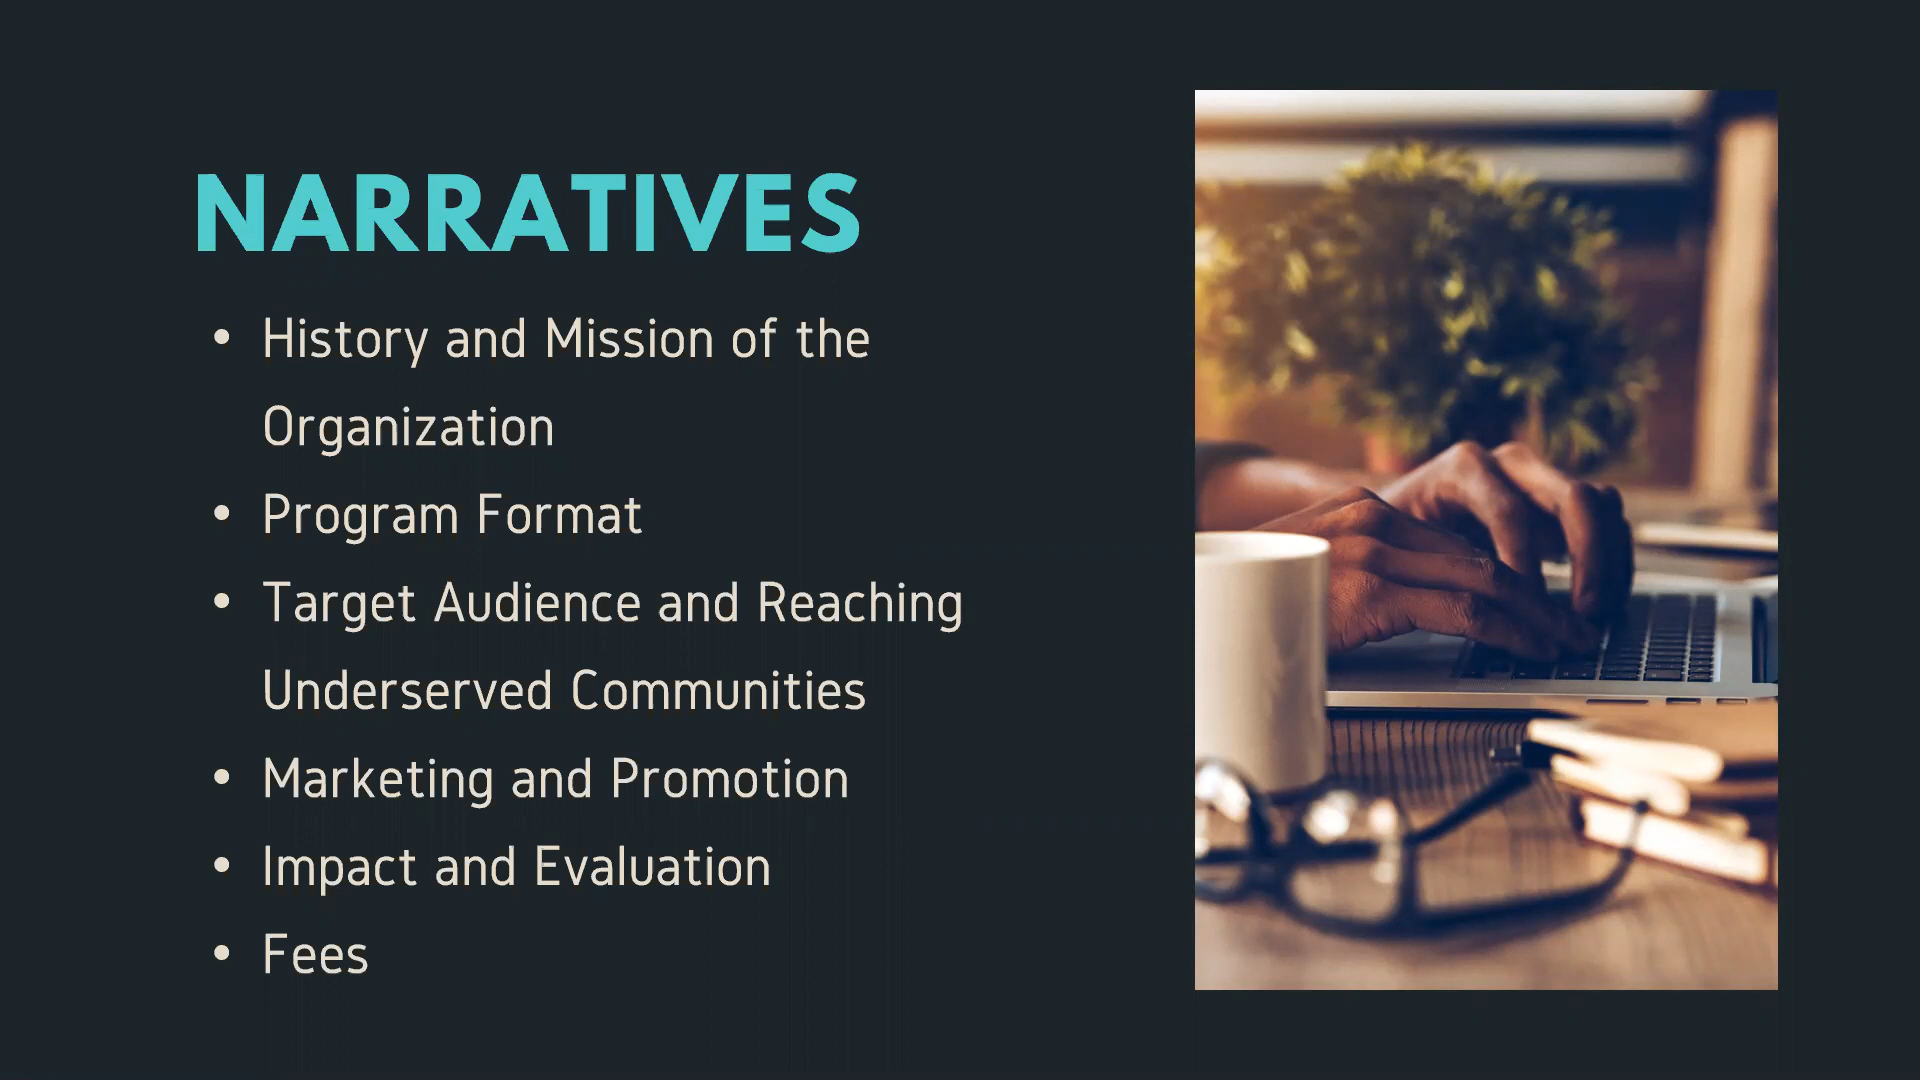 NARRATIVES
• History and Mission of the
Organization
• Program Format
• Target Audience and Reaching
Underserved Communities
• Marketing and Promotion
• Impact and Evaluation
• Fees